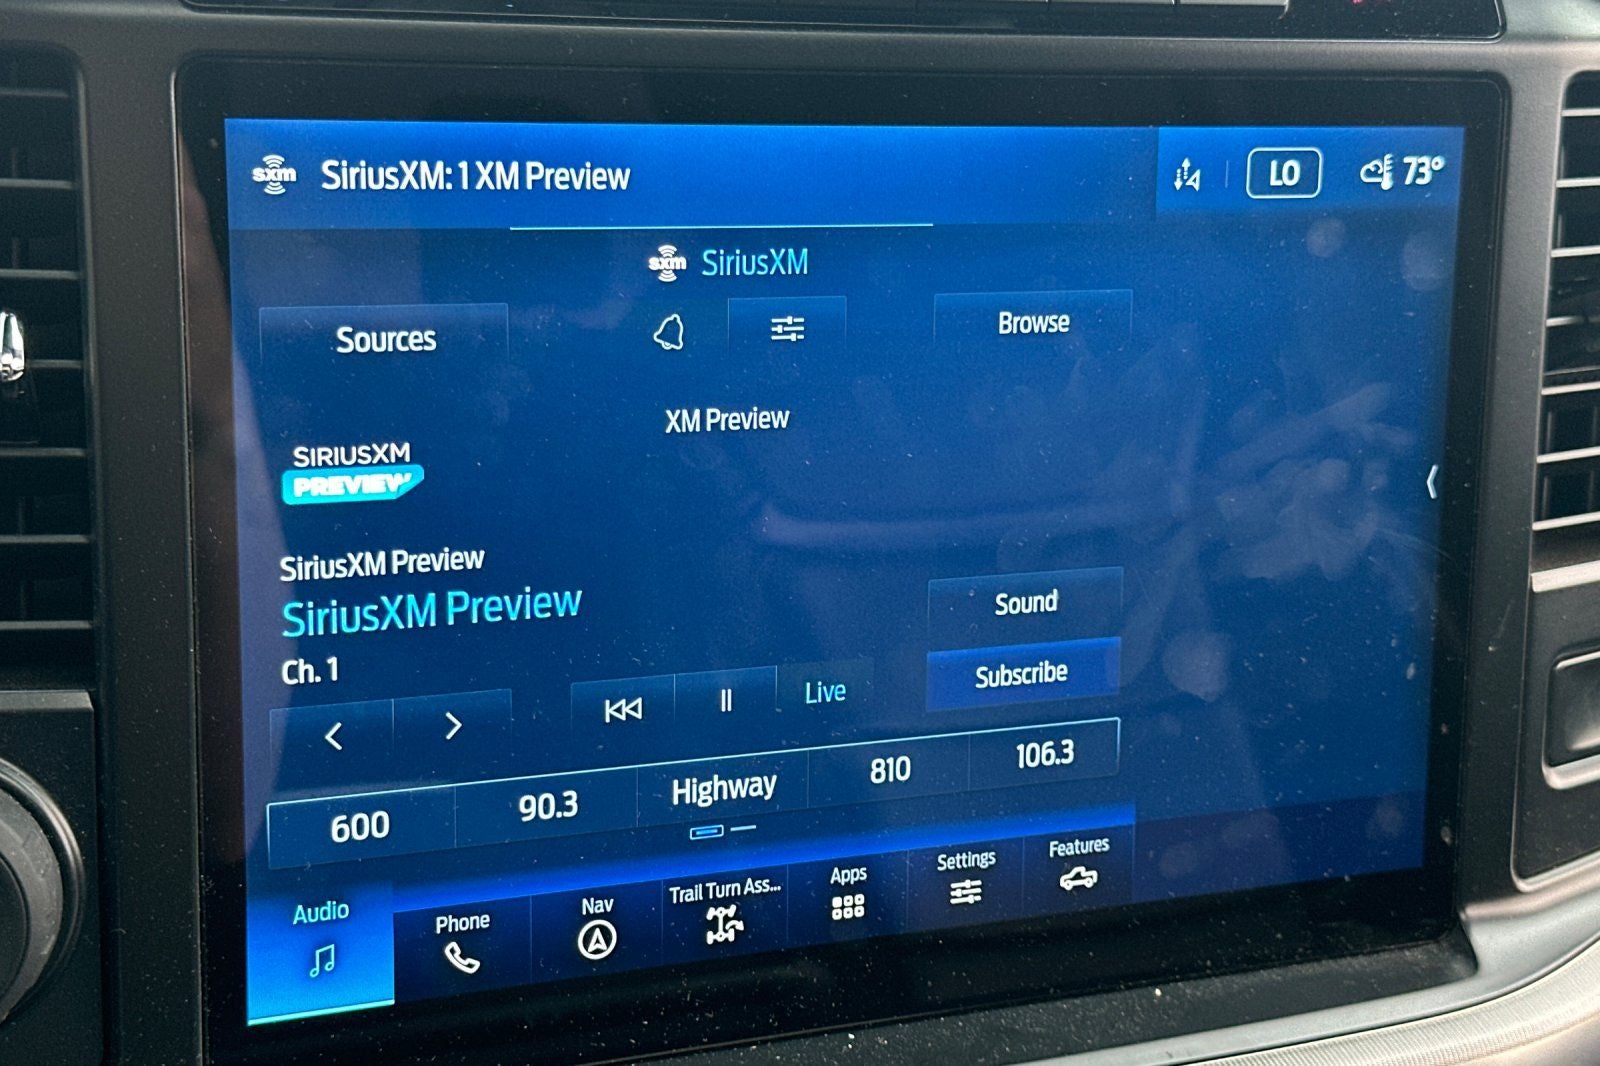 sxm
SiriusXM: 1 XM Preview
LO
73°
sxm SiriusXM
Sources
Browse
XM Preview
SIRIUSXM
PREVIEW
SiriusXM Preview
SiriusXM Preview
Ch. 1
Sound
Subscribe
Live
600
90.3
Highway
810
106.3
Audio
Phone
Nav
Trail Turn Ass...
Apps
Settings
Features